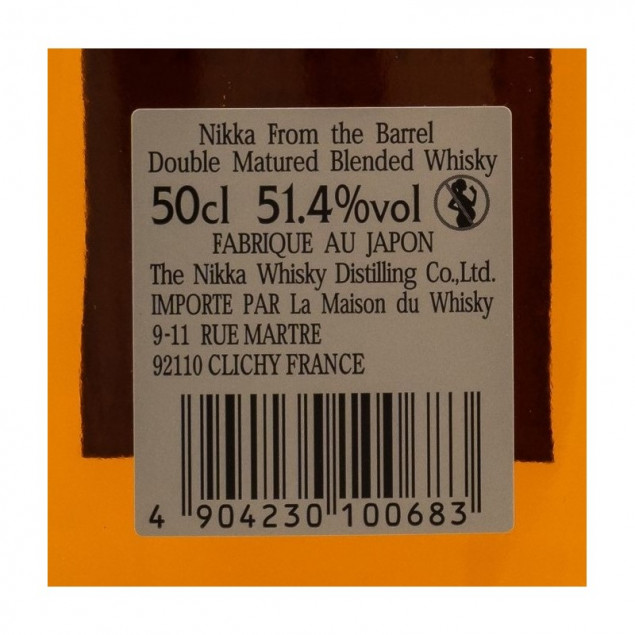 Nikka From the Barrel
Double Matured Blended Whisky
50cl 51.4%vol
FABRIQUE AU JAPON
The Nikka Whisky Distilling Co.,Ltd.
IMPORTE PAR La Maison du Whisky
9-11 RUE MARTRE
92110 CLICHY FRANCE
4 904230 100683